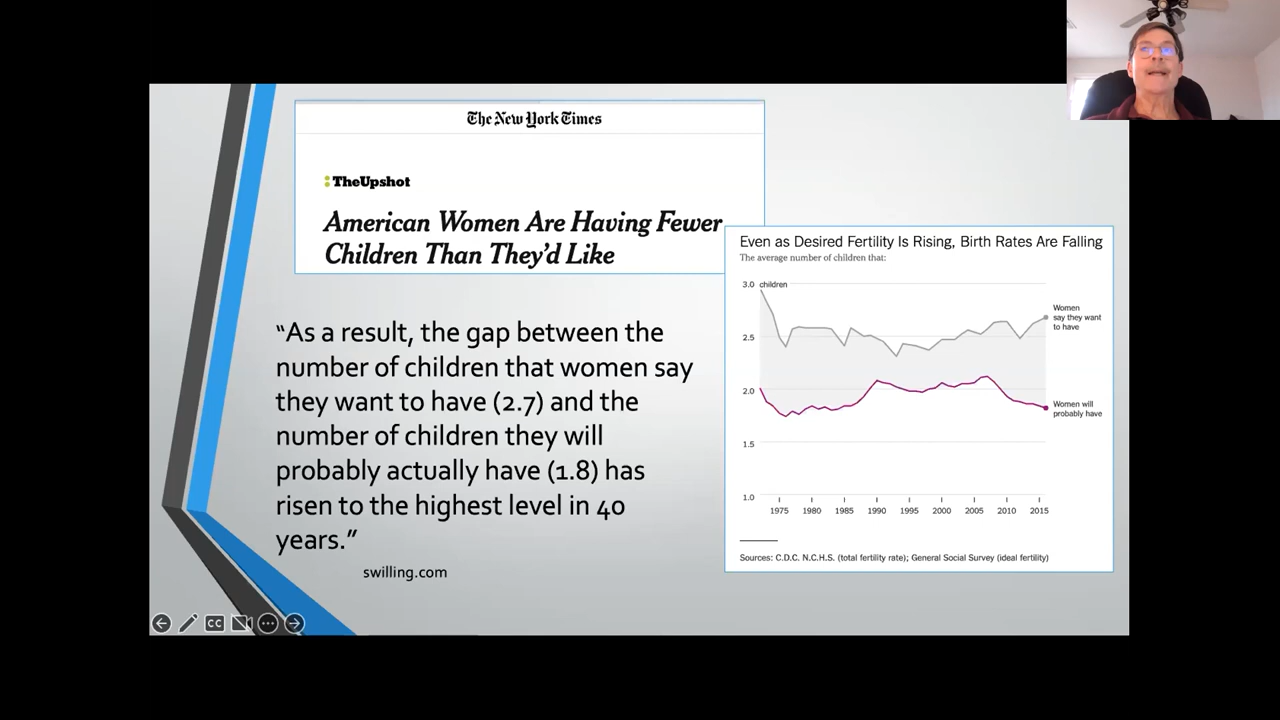 The New York Times
TheUpshot
American Women Are Having Fewer
Children Than They'd Like
“As a result, the gap between the
number of children that women say
they want to have (2.7) and the
number of children they will
probably actually have (1.8) has
risen to the highest level in 40
years.”
swilling.com
Even as Desired Fertility Is Rising, Birth Rates Are Falling
The average number of children that:
3.0 children
2.5
2.0
1.5
1.0
Women
say they want
to have
Women will
probably have
1975 1980 1985 1990 1995 2000 2005 2010 2015
Sources: C.D.C. N.C.H.S. (total fertility rate); General Social Survey (ideal fertility)
CC